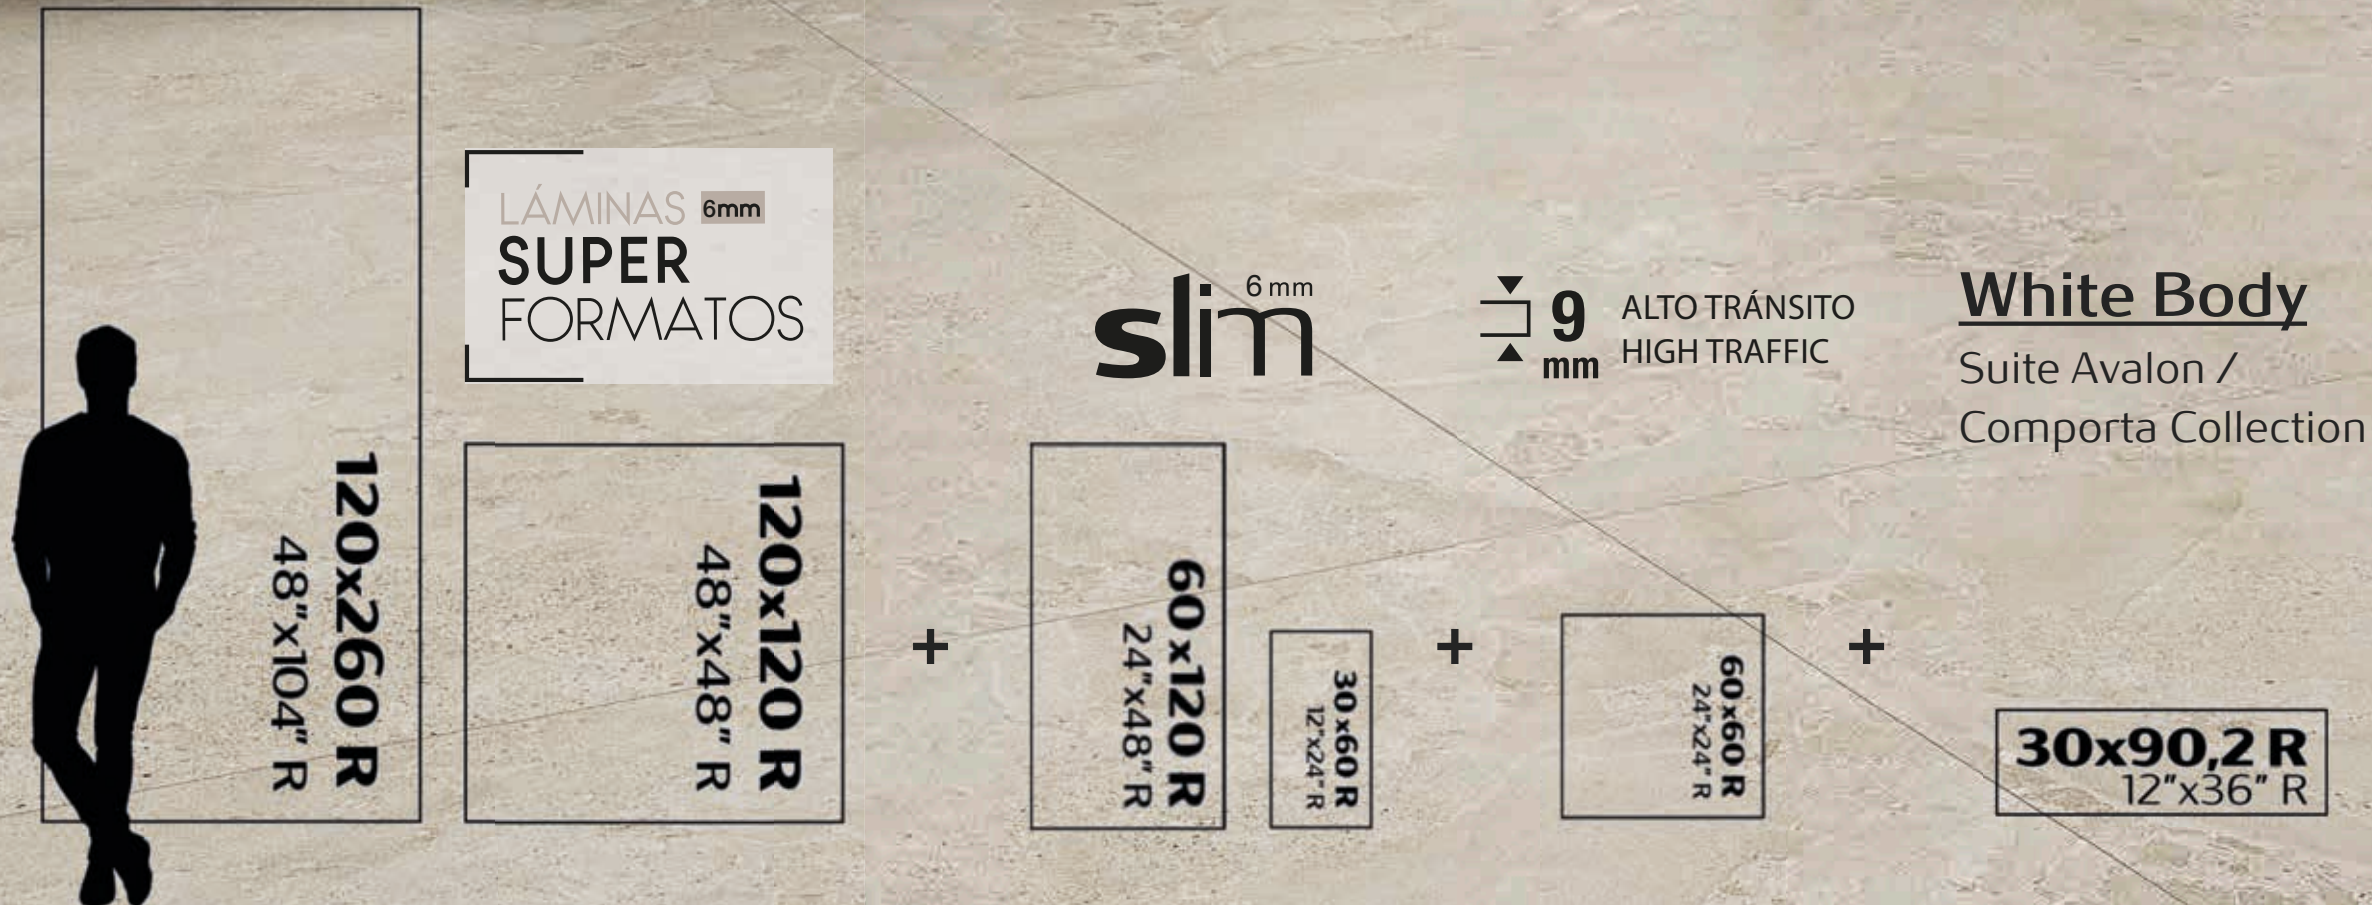 LÁMINAS 6mm
SUPER
FORMATOS
120x260 R
48"x104" R
120x120 R
48"x48" R
+
slim 6 mm
60x120 R
24"x48" R
30x60 R
12"x24" R
+
9 mm
ALTO TRÁNSITO
HIGH TRAFFIC
60x60 R
24"x24" R
+
White Body
Suite Avalon /
Comporta Collection
30x90,2 R
12"x36" R